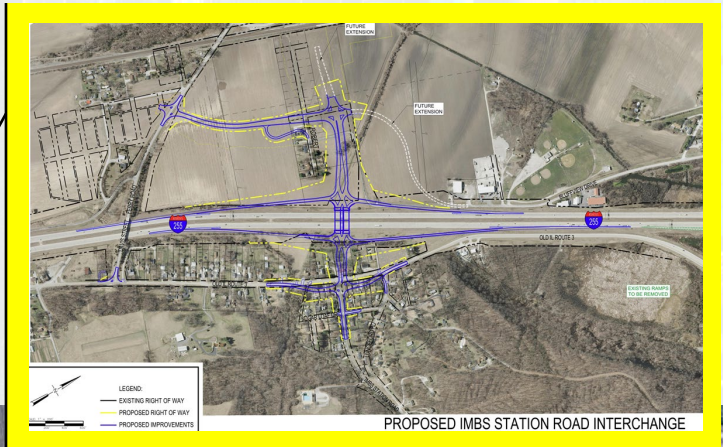 FUTURE
EXTENSION
FUTURE
EXTENSION
255
255
OLD IL ROUTE 3
EXISTING RAMPS
TO BE REMOVED
LEGEND:
EXISTING RIGHT OF WAY
PROPOSED RIGHT OF WAY
PROPOSED IMPROVEMENTS
PROPOSED IMBS STATION ROAD INTERCHANGE